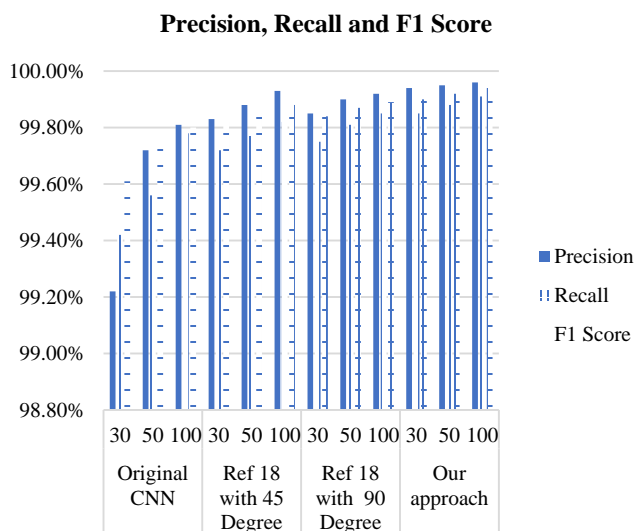 Precision, Recall and F1 Score
100.00%
99.80%
99.60%
99.40%
99.20%
99.00%
98.80%
30 50 100 30 50 100 30 50 100 30 50 100
Original CNN
Ref 18 with 45 Degree
Ref 18 with 90 Degree
Our approach
Precision
Recall
F1 Score